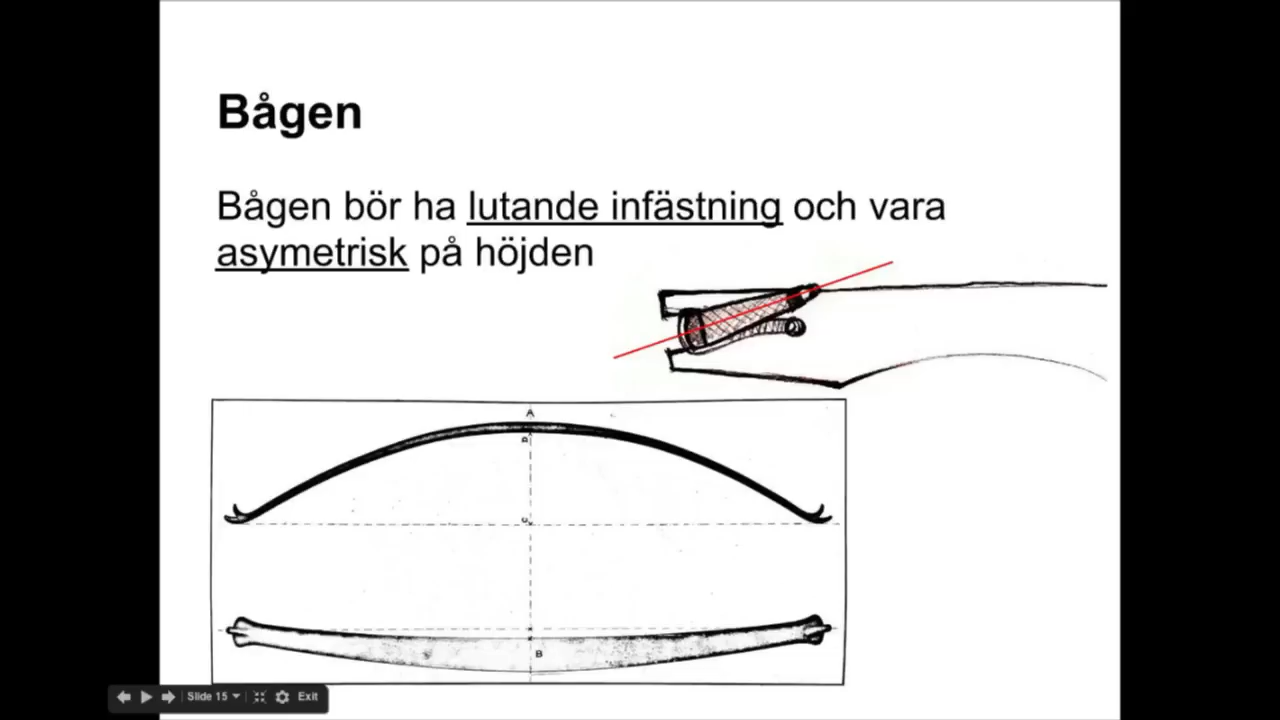 Bågen
Bågen bör ha lutande infästning och vara
asymetrisk på höjden
A
B
C
B
Slide 15
Exit